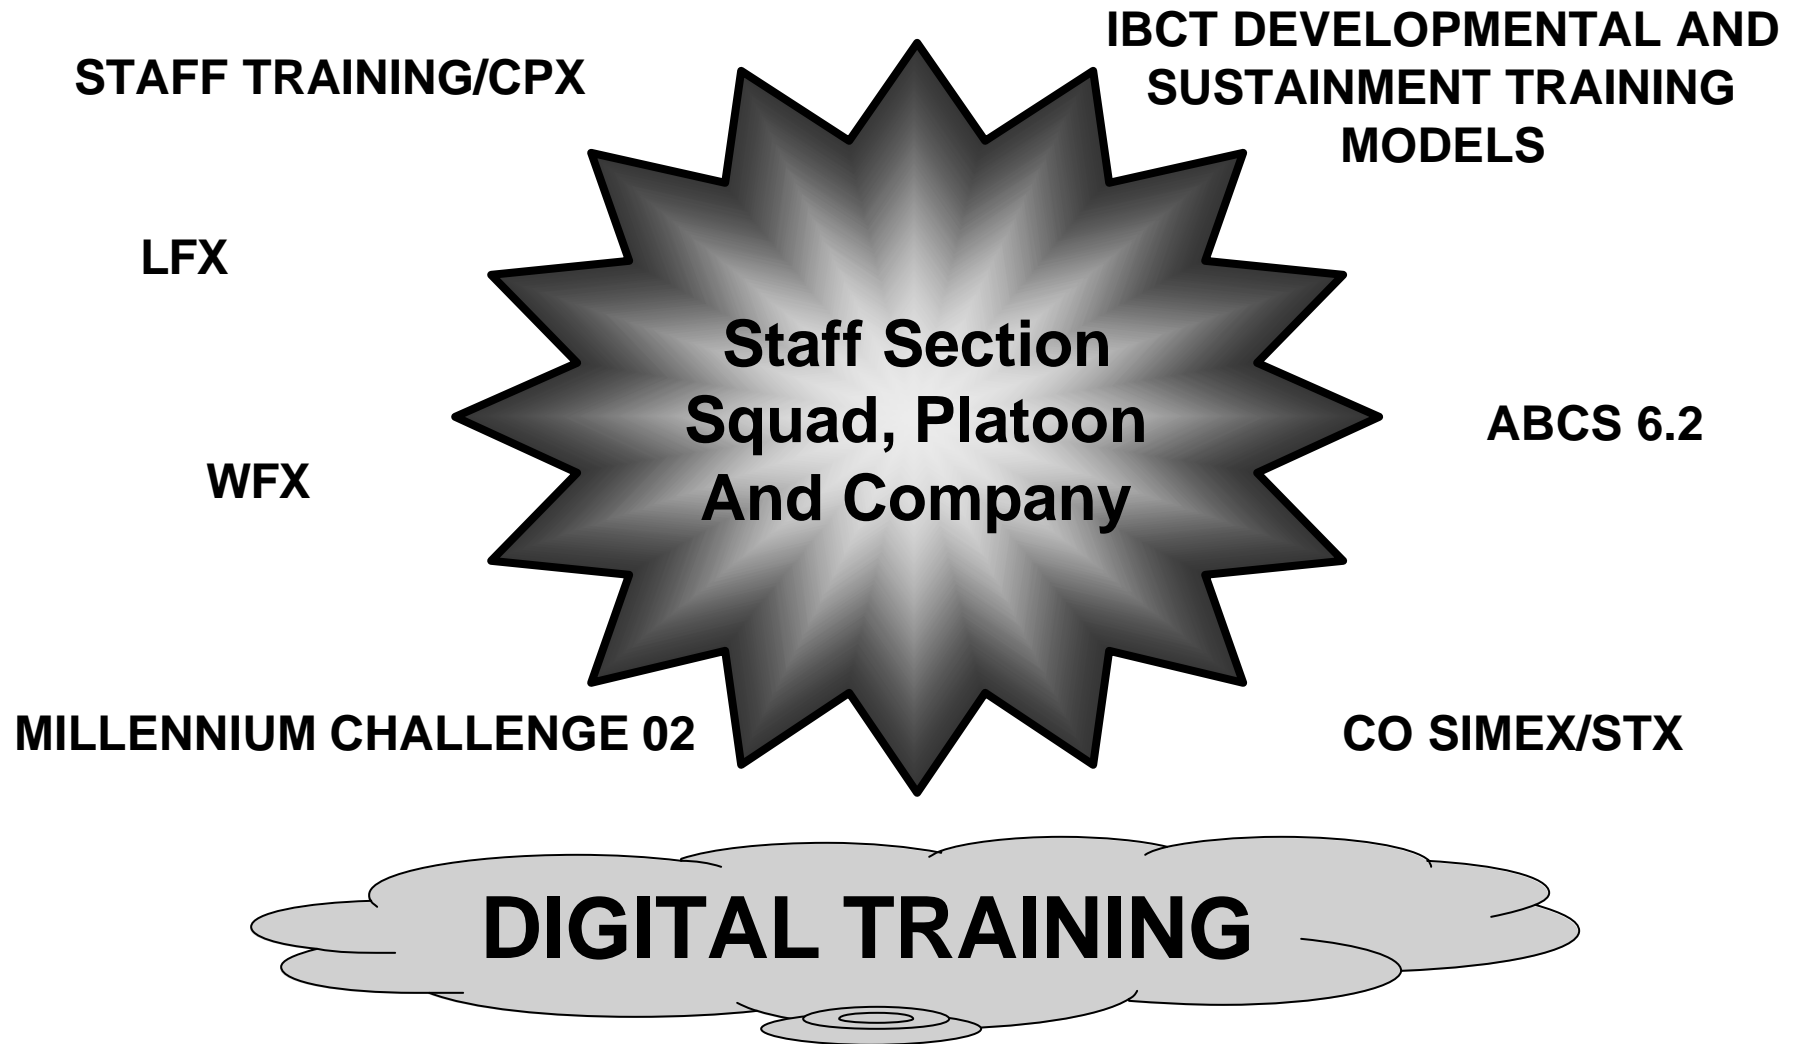 STAFF TRAINING/CPX
IBCT DEVELOPMENTAL AND
SUSTAINMENT TRAINING
MODELS
LFX
Staff Section
Squad, Platoon
And Company
ABCS 6.2
WFX
MILLENNIUM CHALLENGE 02
CO SIMEX/STX
DIGITAL TRAINING